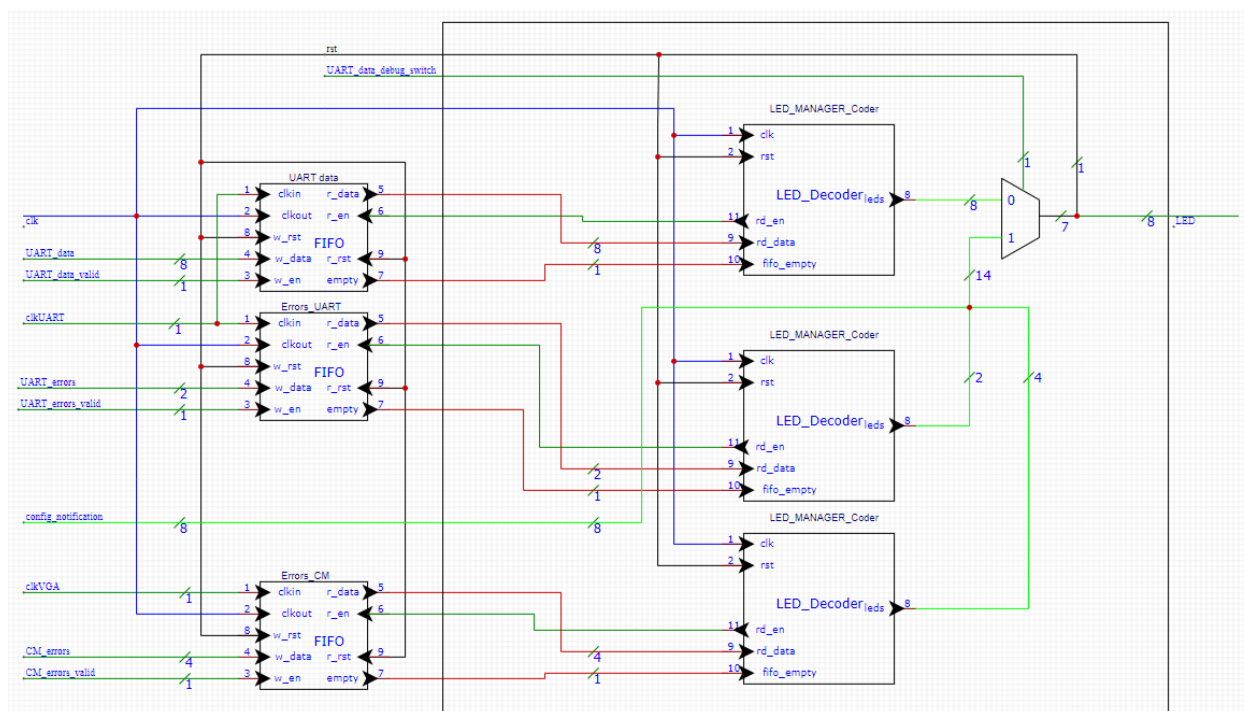 rst
UART_data_debug_switch
LED_MANAGER_Coder
1 clk
2 rst
LED_Decoder
leds 8
11 rd_en
9 rd_data
10 fifo_empty
8
1
1
0
1
7
8
_LED
14
UART data
1 clkin r_data 5
2 clkout r_en 6
8 w_rst FIFO
4 w_data r_rst 9
3 w_en empty 7
clk
UART_data 8
UART_data_valid 1
8
1
clkUART 1
Errors_UART
1 clkin r_data 5
2 clkout r_en 6
8 w_rst FIFO
4 w_data r_rst 9
3 w_en empty 7
UART_errors 2
UART_errors_valid 1
LED_MANAGER_Coder
1 clk
2 rst
LED_Decoder
leds 8
11 rd_en
9 rd_data
10 fifo_empty
2
1
2
4
config_notification 8 8
LED_MANAGER_Coder
1 clk
2 rst
LED_Decoder
leds 8
11 rd_en
9 rd_data
10 fifo_empty
4
1
clkVGA 1
Errors_CM
1 clkin r_data 5
2 clkout r_en 6
8 w_rst FIFO
4 w_data r_rst 9
3 w_en empty 7
CM_errors 4
CM_errors_valid 1